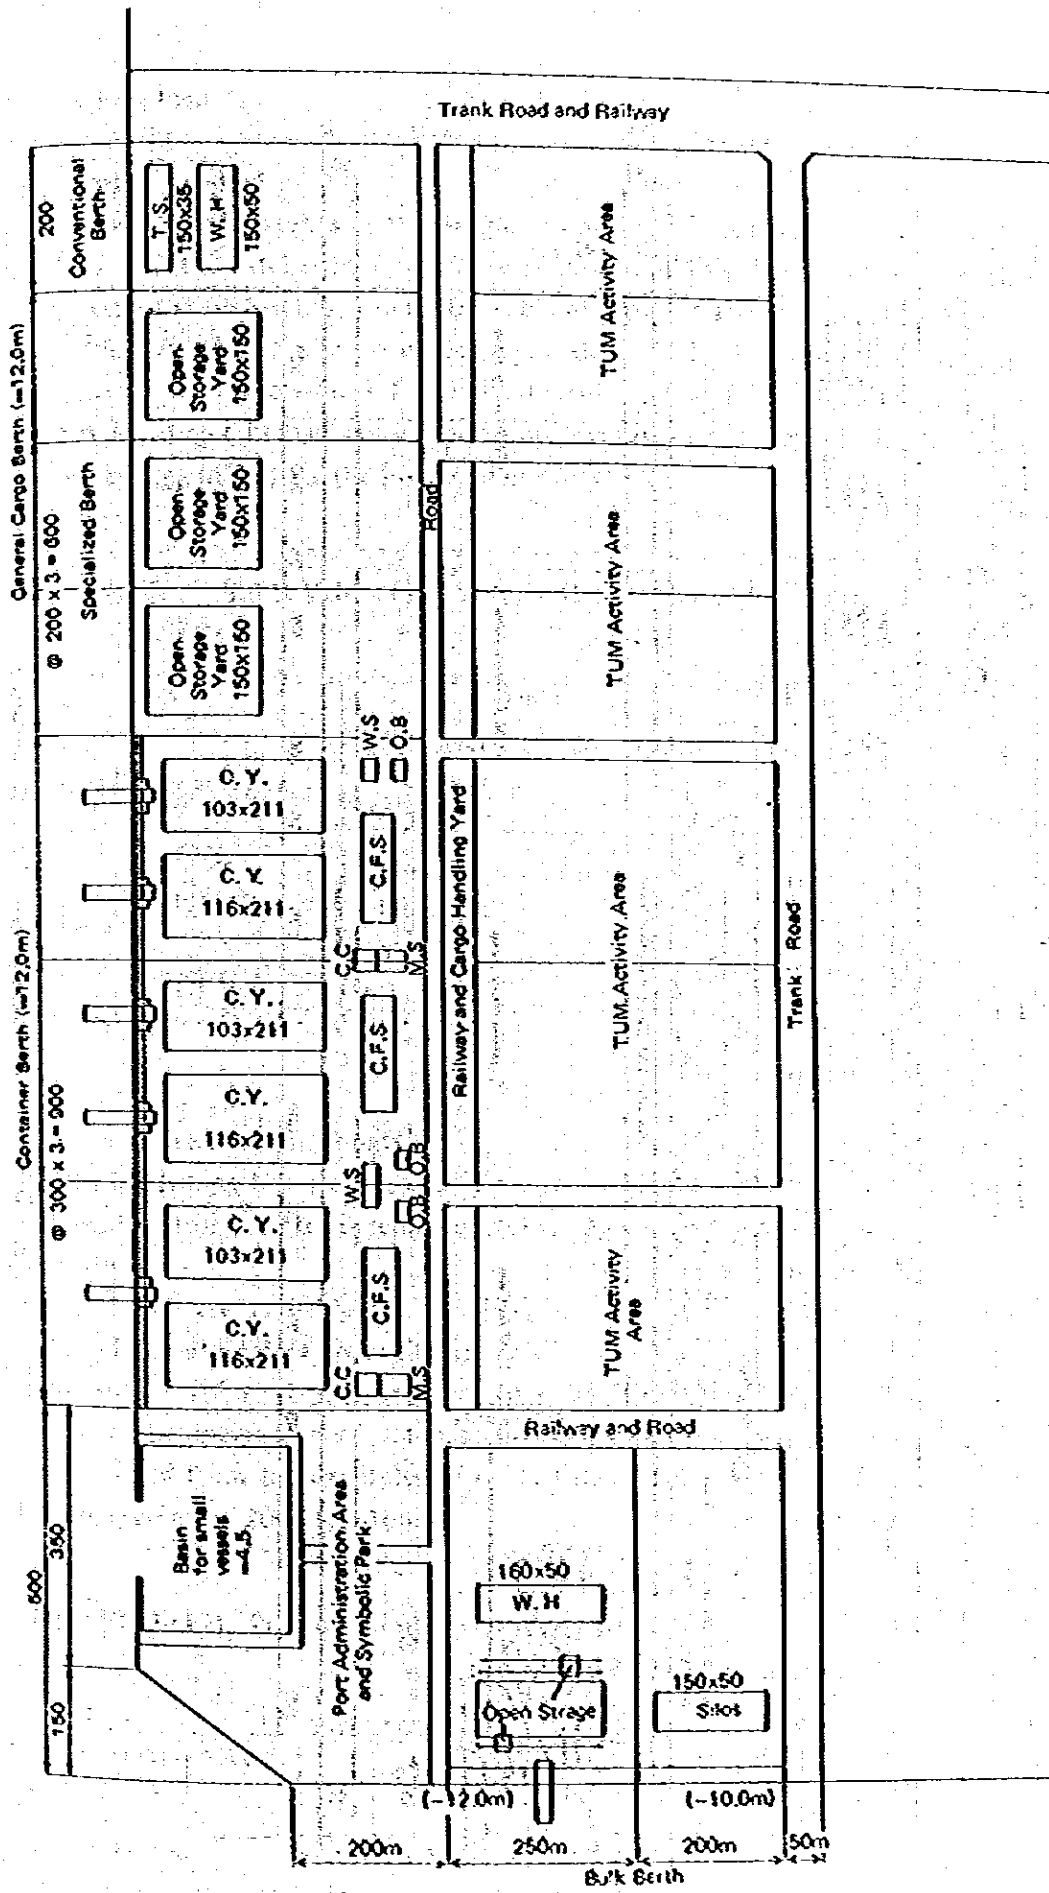 Trank Road and Railway
General Cargo Berth (-12.0m)
200
Conventional
Berth
@ 200 x 3 = 600
Specialized Berth
T.S.
150x35
W.H
150x50
Open
Storage
Yard
150x150
Open
Storage
Yard
150x150
Open
Storage
Yard
150x150
Road
TUM Activity Area
TUM Activity Area
TUM Activity Area
Container Berth (-12.0m)
@ 300 x 3 = 900
C.Y.
103x211
C.Y.
116x211
C.Y.
103x211
C.Y.
116x211
C.Y.
103x211
C.Y.
116x211
W.S
O.B
C.F.S
C.C
M.S
C.F.S
W.S
O.B
O.B
C.F.S
C.C
M.S
Railway and Cargo Handling Yard
TUM Activity Area
Trank Road
TUM Activity
Area
Railway and Road
350
150
Basin
for small
vessels
-4.5
Port Administration Area
and Symbolic Park
160x50
W.H
Open Strage
150x50
Silos
(-12.0m)
(-10.0m)
200m
250m
200m
50m
Bulk Berth